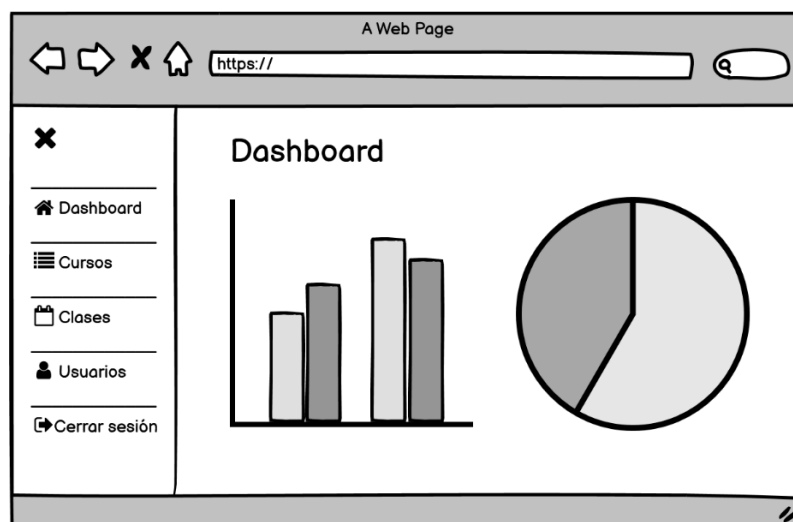 A Web Page
https://
Dashboard
Dashboard
Cursos
Clases
Usuarios
Cerrar sesión